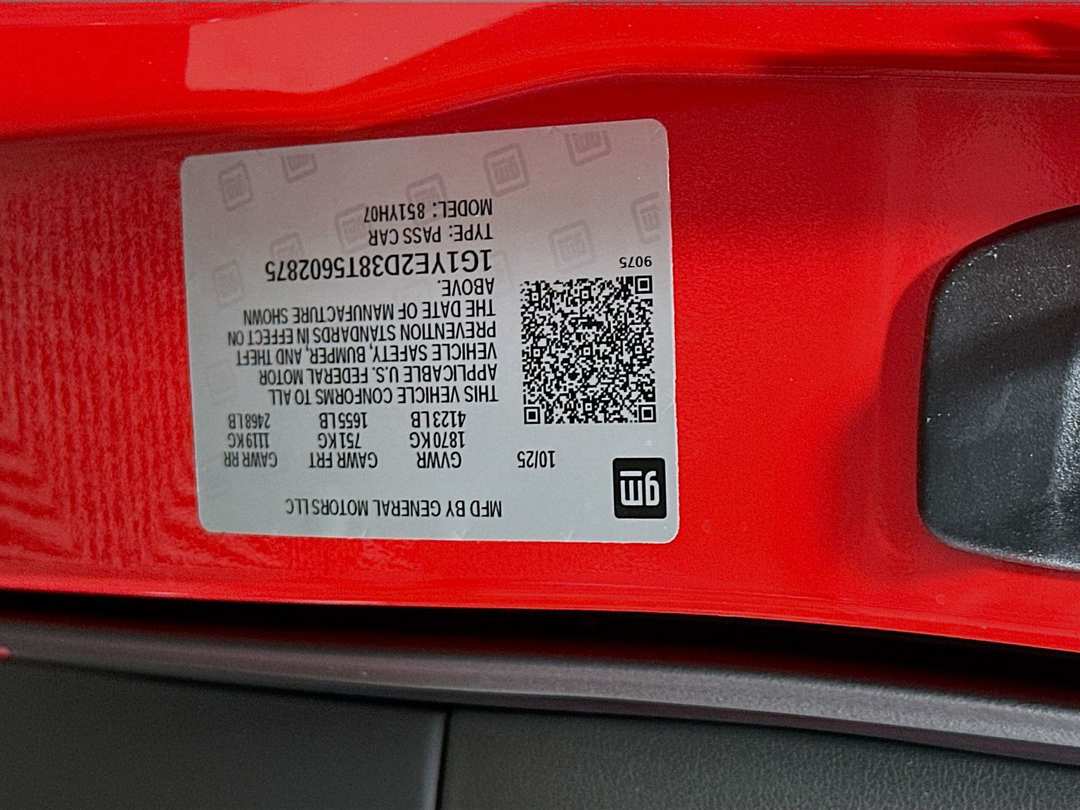 gm
MFD BY GENERAL MOTORS LLC
10/25
GVWR GAWR FRT GAWR RR
1870 KG 751 KG 1119 KG
4123 LB 1655 LB 2468 LB
THIS VEHICLE CONFORMS TO ALL
APPLICABLE U.S. FEDERAL MOTOR
VEHICLE SAFETY, BUMPER, AND THEFT
PREVENTION STANDARDS IN EFFECT ON
THE DATE OF MANUFACTURE SHOWN
ABOVE.
1G1YE2D38T5602875
TYPE: PASS CAR
MODEL: 851YH07
9075